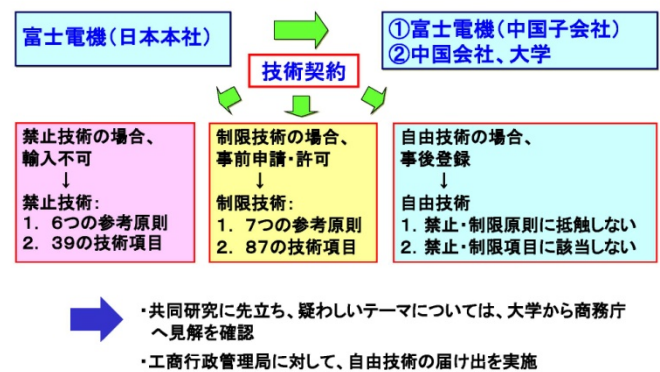 富士電機(日本本社)
①富士電機(中国子会社)
②中国会社、大学
技術契約
禁止技術の場合、
輸入不可
↓
禁止技術:
1. 6つの参考原則
2. 39の技術項目
制限技術の場合、
事前申請・許可
↓
制限技術:
1. 7つの参考原則
2. 87の技術項目
自由技術の場合、
事後登録
↓
自由技術
1. 禁止・制限原則に抵触しない
2. 禁止・制限項目に該当しない
・共同研究に先立ち、疑わしいテーマについては、大学から商務庁
へ見解を確認
・工商行政管理局に対して、自由技術の届け出を実施